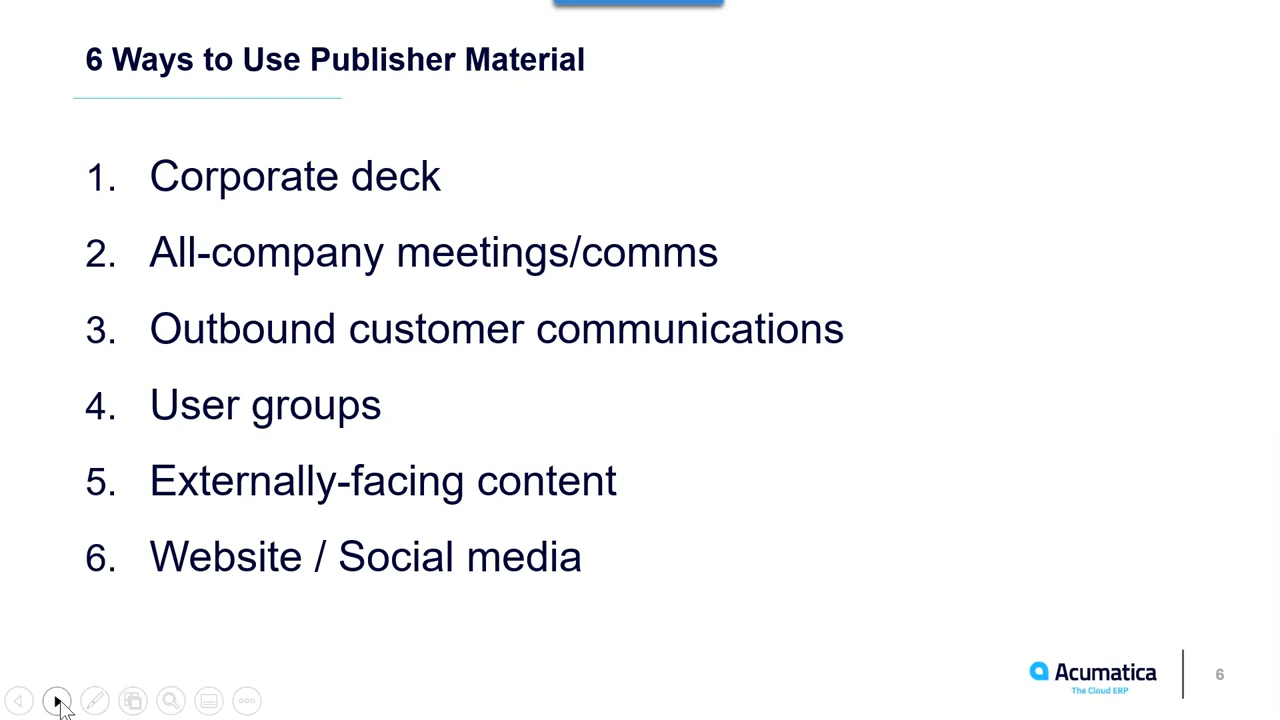 6 Ways to Use Publisher Material
1. Corporate deck
2. All-company meetings/comms
3. Outbound customer communications
4. User groups
5. Externally-facing content
6. Website / Social media
Acumatica
The Cloud ERP
6